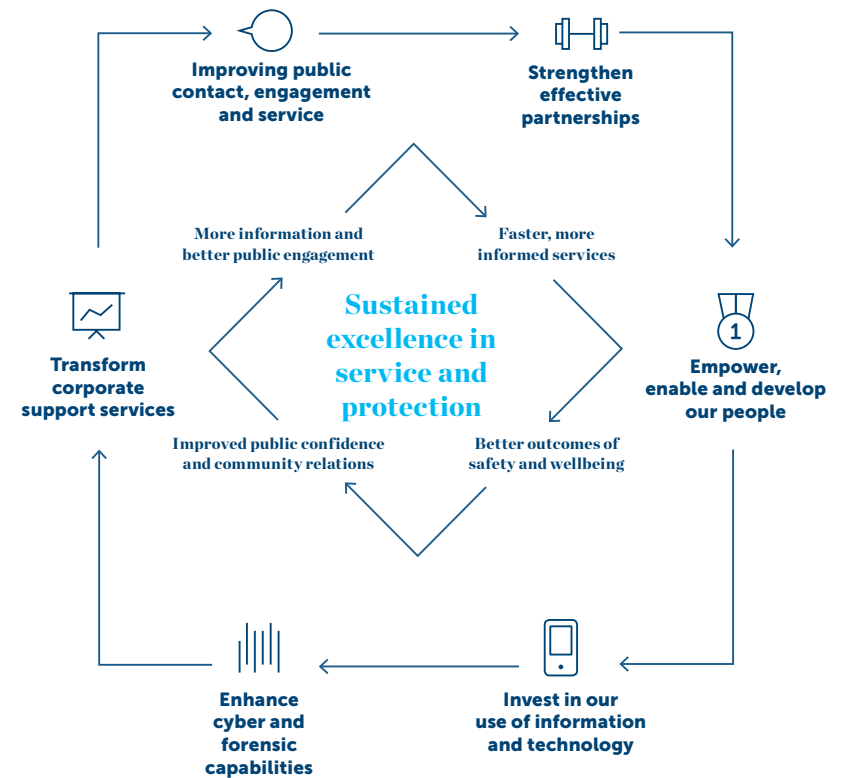 Improving public
contact, engagement
and service
Strengthen
effective
partnerships
More information and
better public engagement
Faster, more
informed services
Sustained
excellence in
service and
protection
Transform
corporate
support services
1
Empower,
enable and develop
our people
Improved public confidence
and community relations
Better outcomes of
safety and wellbeing
Enhance
cyber and
forensic
capabilities
Invest in our
use of information
and technology